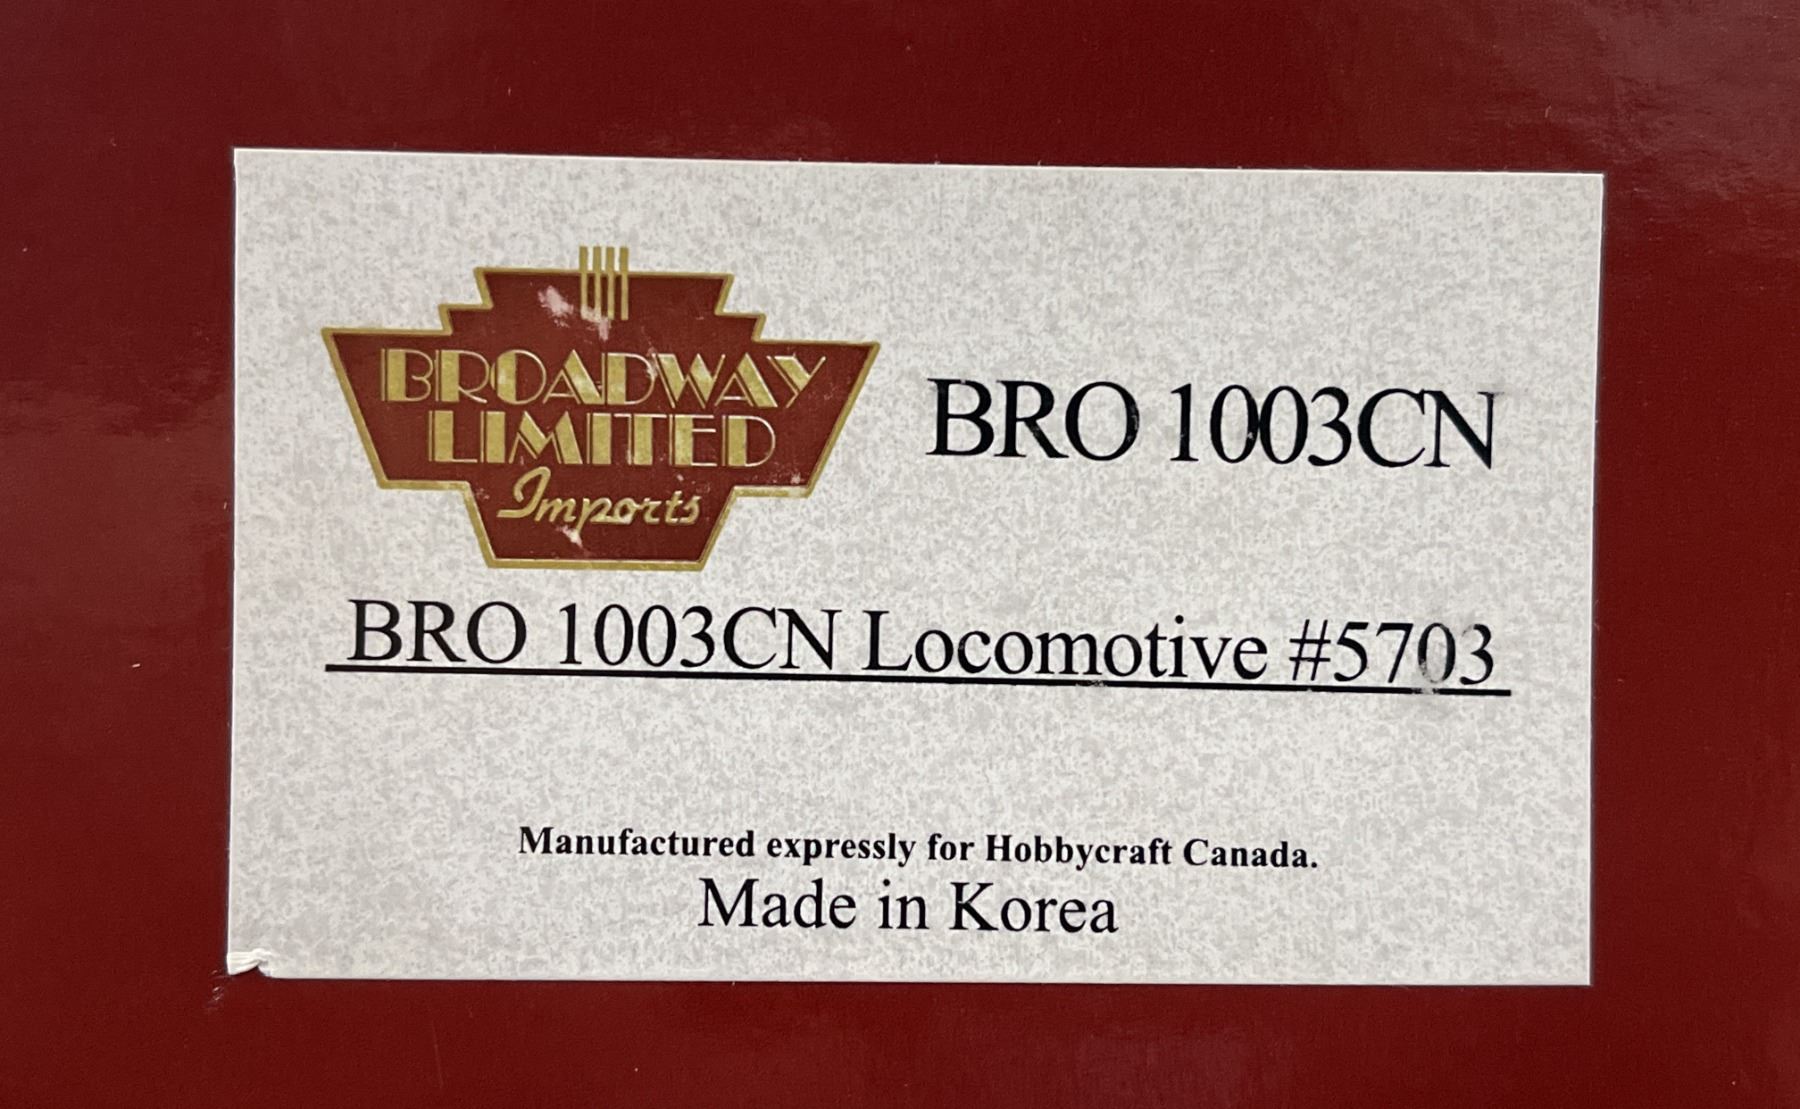 BROADWAY
LIMITED
Imports
BRO 1003CN
BRO 1003CN Locomotive #5703
Manufactured expressly for Hobbycraft Canada.
Made in Korea